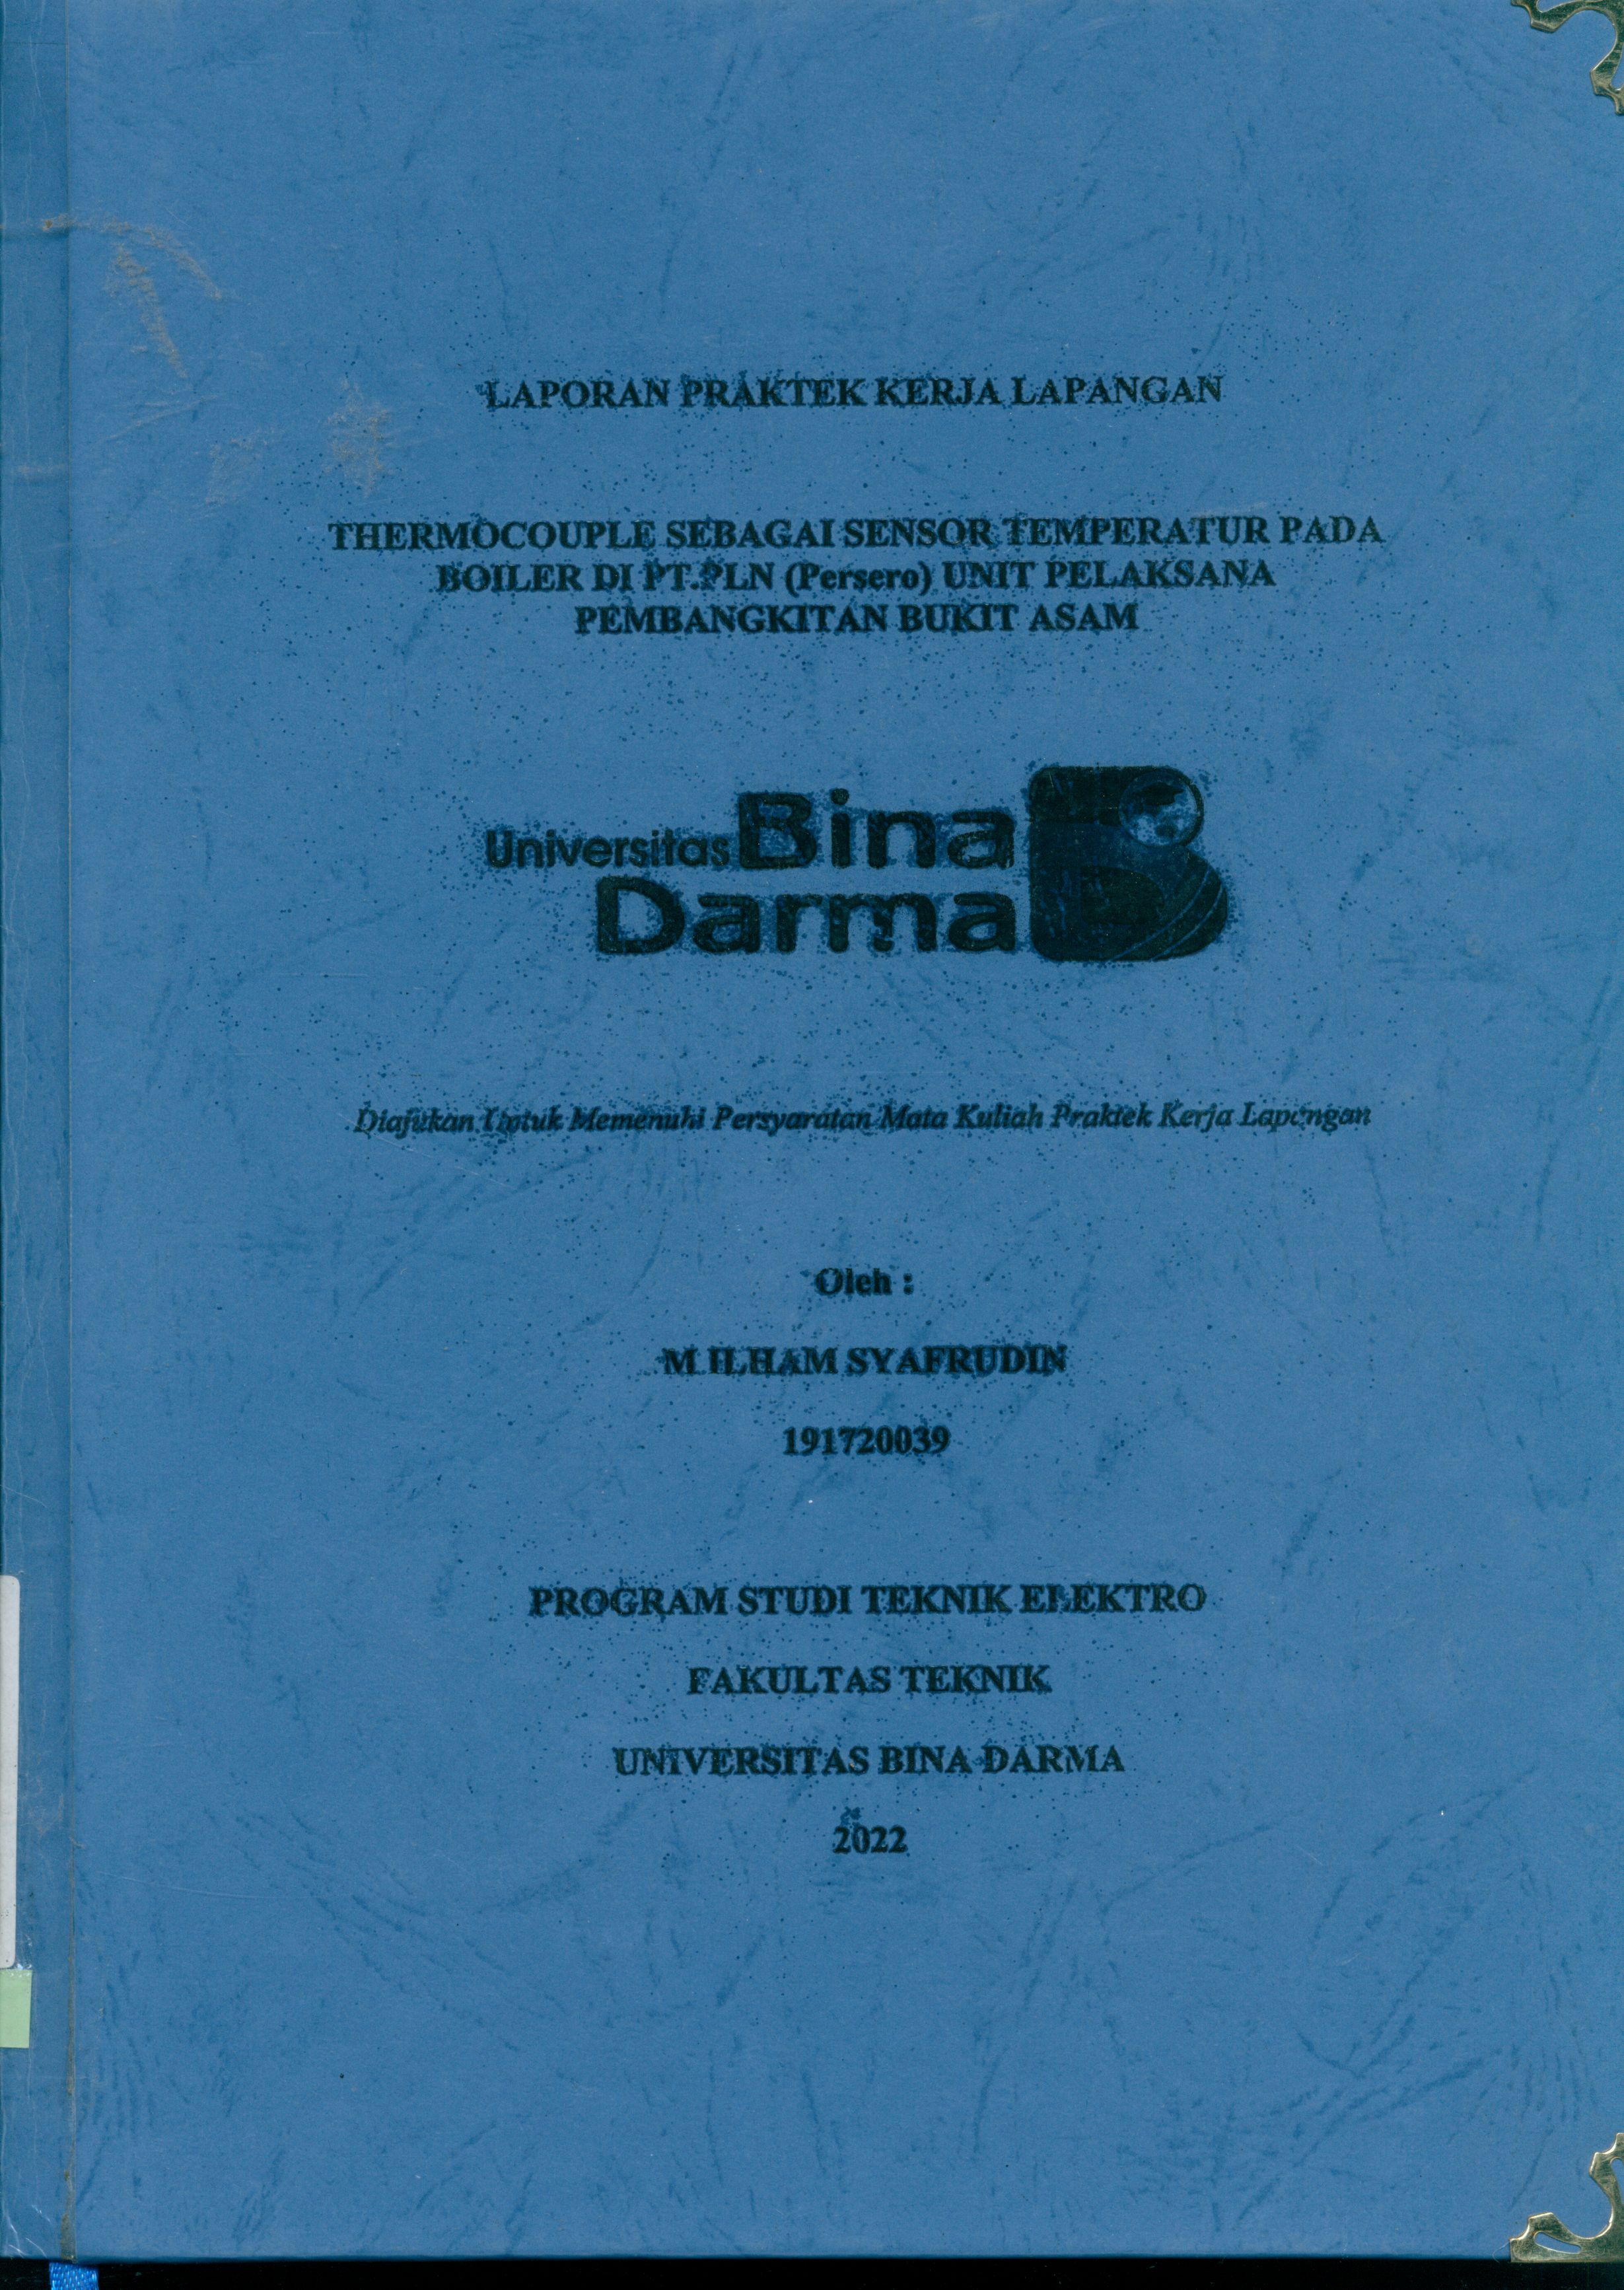 LAPORAN PRAKTEK KERJA LAPANGAN
THERMOCOUPLE SEBAGAI SENSOR TEMPERATUR PADA
BOILER DI PT.PLN (Persero) UNIT PELAKSANA
PEMBANGKITAN BUKIT ASAM
Universitas Bina
Darma
Diajukan Untuk Memenuhi Persyaratan Mata Kuliah Praktek Kerja Lapangan
Oleh :
M ILHAM SYAFRUDIN
191720039
PROGRAM STUDI TEKNIK ELEKTRO
FAKULTAS TEKNIK
UNIVERSITAS BINA DARMA
2022